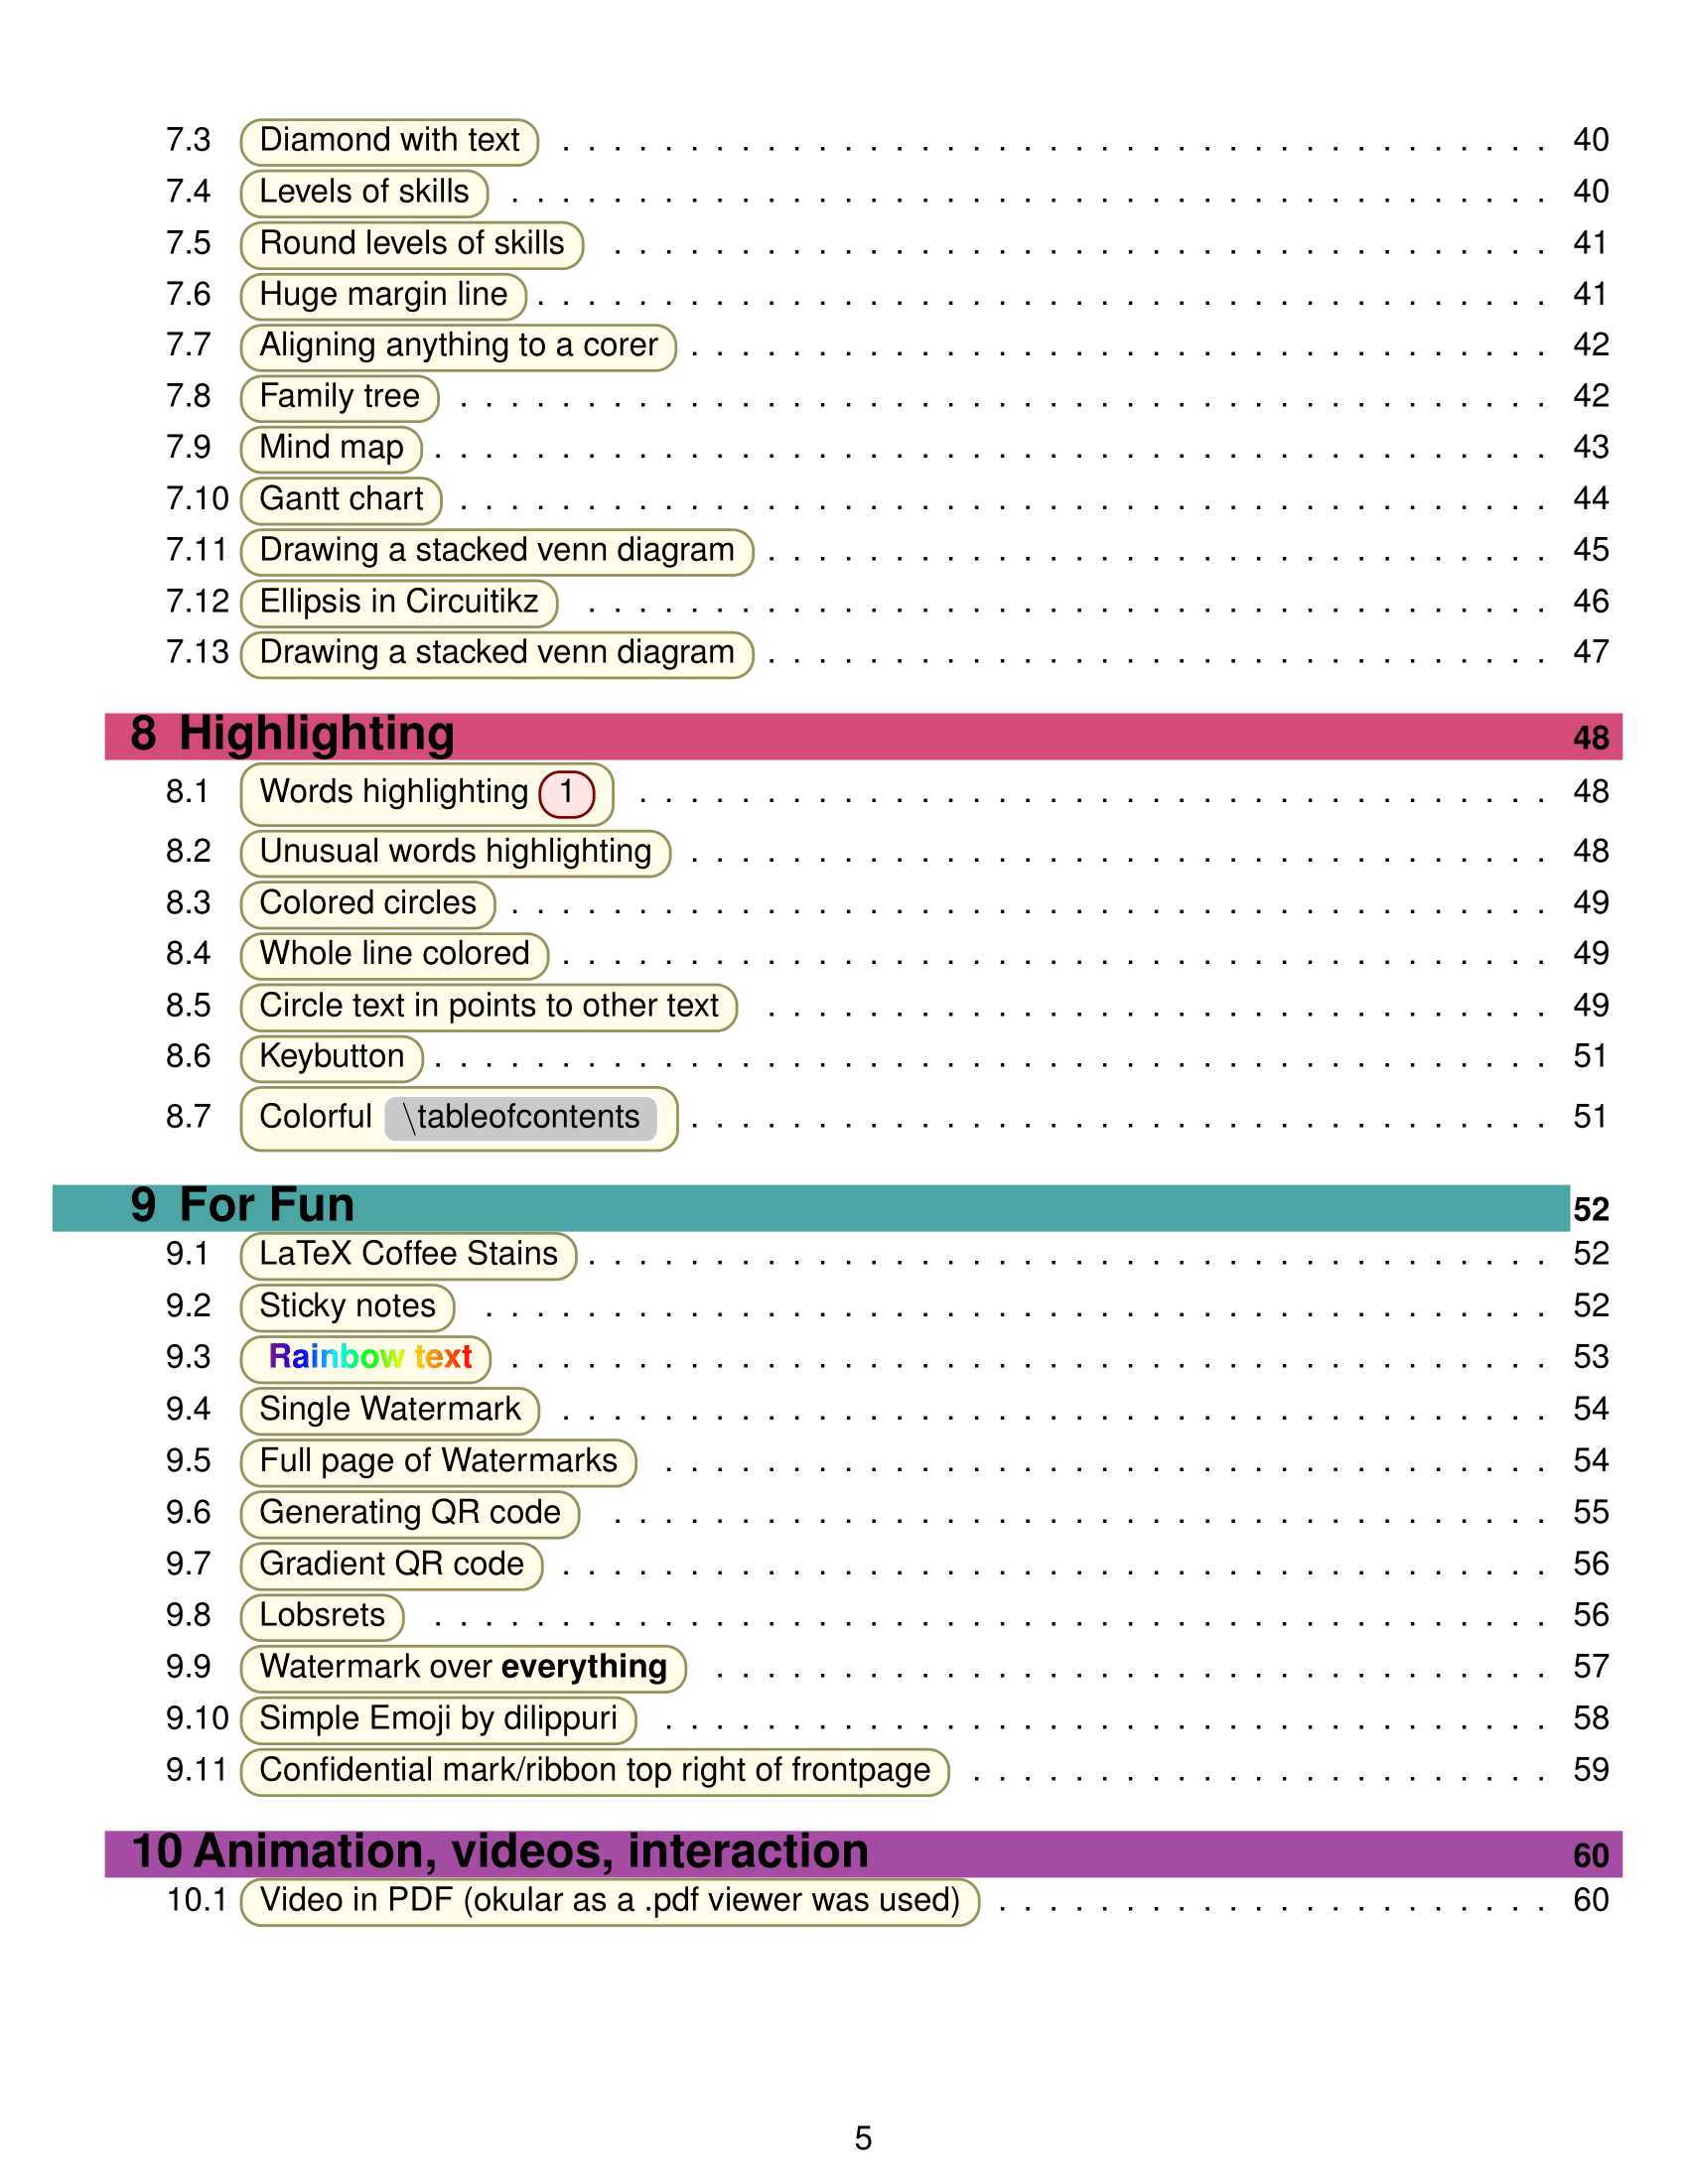 7.3 Diamond with text . . . . . . . . . . . . . . . . . . . . . . . . . . . . . . . . . . . . . . . 40
7.4 Levels of skills . . . . . . . . . . . . . . . . . . . . . . . . . . . . . . . . . . . . . . . . . 40
7.5 Round levels of skills . . . . . . . . . . . . . . . . . . . . . . . . . . . . . . . . . . . . . 41
7.6 Huge margin line . . . . . . . . . . . . . . . . . . . . . . . . . . . . . . . . . . . . . . . . 41
7.7 Aligning anything to a corer . . . . . . . . . . . . . . . . . . . . . . . . . . . . . . . . . . 42
7.8 Family tree . . . . . . . . . . . . . . . . . . . . . . . . . . . . . . . . . . . . . . . . . . . 42
7.9 Mind map . . . . . . . . . . . . . . . . . . . . . . . . . . . . . . . . . . . . . . . . . . . . 43
7.10 Gantt chart . . . . . . . . . . . . . . . . . . . . . . . . . . . . . . . . . . . . . . . . . . . 44
7.11 Drawing a stacked venn diagram . . . . . . . . . . . . . . . . . . . . . . . . . . . . . . . 45
7.12 Ellipsis in Circuitikz . . . . . . . . . . . . . . . . . . . . . . . . . . . . . . . . . . . . . . 46
7.13 Drawing a stacked venn diagram . . . . . . . . . . . . . . . . . . . . . . . . . . . . . . . 47
8 Highlighting 48
8.1 Words highlighting 1 . . . . . . . . . . . . . . . . . . . . . . . . . . . . . . . . . . . . 48
8.2 Unusual words highlighting . . . . . . . . . . . . . . . . . . . . . . . . . . . . . . . . . . 48
8.3 Colored circles . . . . . . . . . . . . . . . . . . . . . . . . . . . . . . . . . . . . . . . . . 49
8.4 Whole line colored . . . . . . . . . . . . . . . . . . . . . . . . . . . . . . . . . . . . . . . 49
8.5 Circle text in points to other text . . . . . . . . . . . . . . . . . . . . . . . . . . . . . . . 49
8.6 Keybutton . . . . . . . . . . . . . . . . . . . . . . . . . . . . . . . . . . . . . . . . . . . . 51
8.7 Colorful \tableofcontents . . . . . . . . . . . . . . . . . . . . . . . . . . . . . . . . . . 51
9 For Fun 52
9.1 LaTeX Coffee Stains . . . . . . . . . . . . . . . . . . . . . . . . . . . . . . . . . . . . . . 52
9.2 Sticky notes . . . . . . . . . . . . . . . . . . . . . . . . . . . . . . . . . . . . . . . . . . 52
9.3 Rainbow text . . . . . . . . . . . . . . . . . . . . . . . . . . . . . . . . . . . . . . . . . 53
9.4 Single Watermark . . . . . . . . . . . . . . . . . . . . . . . . . . . . . . . . . . . . . . . 54
9.5 Full page of Watermarks . . . . . . . . . . . . . . . . . . . . . . . . . . . . . . . . . . . 54
9.6 Generating QR code . . . . . . . . . . . . . . . . . . . . . . . . . . . . . . . . . . . . . 55
9.7 Gradient QR code . . . . . . . . . . . . . . . . . . . . . . . . . . . . . . . . . . . . . . . 56
9.8 Lobsrets . . . . . . . . . . . . . . . . . . . . . . . . . . . . . . . . . . . . . . . . . . . . 56
9.9 Watermark over everything . . . . . . . . . . . . . . . . . . . . . . . . . . . . . . . . . 57
9.10 Simple Emoji by dilippuri . . . . . . . . . . . . . . . . . . . . . . . . . . . . . . . . . . . 58
9.11 Confidential mark/ribbon top right of frontpage . . . . . . . . . . . . . . . . . . . . . . . 59
10 Animation, videos, interaction 60
10.1 Video in PDF (okular as a .pdf viewer was used) . . . . . . . . . . . . . . . . . . . . . . 60
5